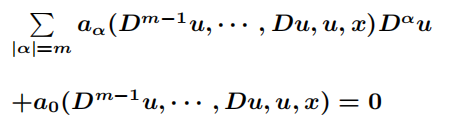 ∑_{|α|=m} a_α(D^{m−1}u, ⋯ , Du, u, x)D^α u
+a_0(D^{m−1}u, ⋯ , Du, u, x) = 0